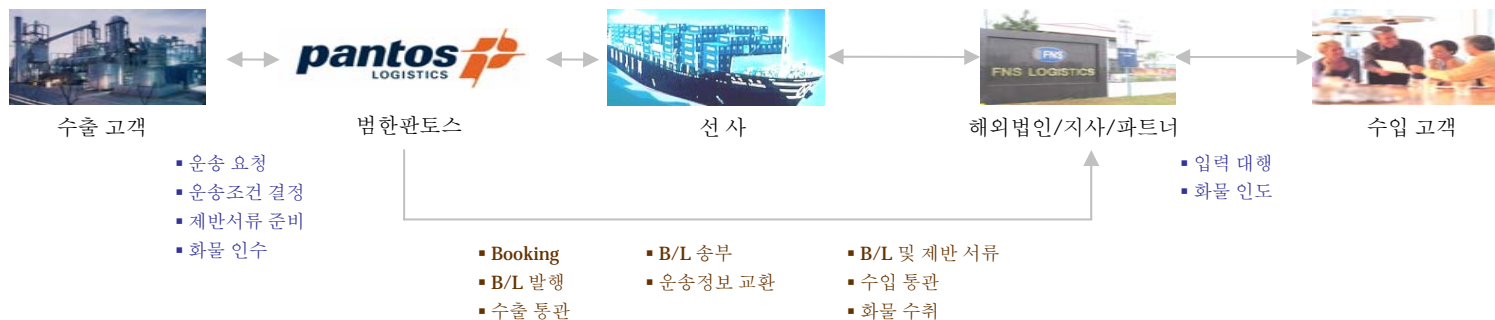 pantos
LOGISTICS
FNS
FNS LOGISTICS
수출 고객
범한판토스
선 사
해외법인/지사/파트너
수입 고객
▪ 운송 요청
▪ 운송조건 결정
▪ 제반서류 준비
▪ 화물 인수
▪ 입력 대행
▪ 화물 인도
▪ Booking
▪ B/L 발행
▪ 수출 통관
▪ B/L 송부
▪ 운송정보 교환
▪ B/L 및 제반 서류
▪ 수입 통관
▪ 화물 수취